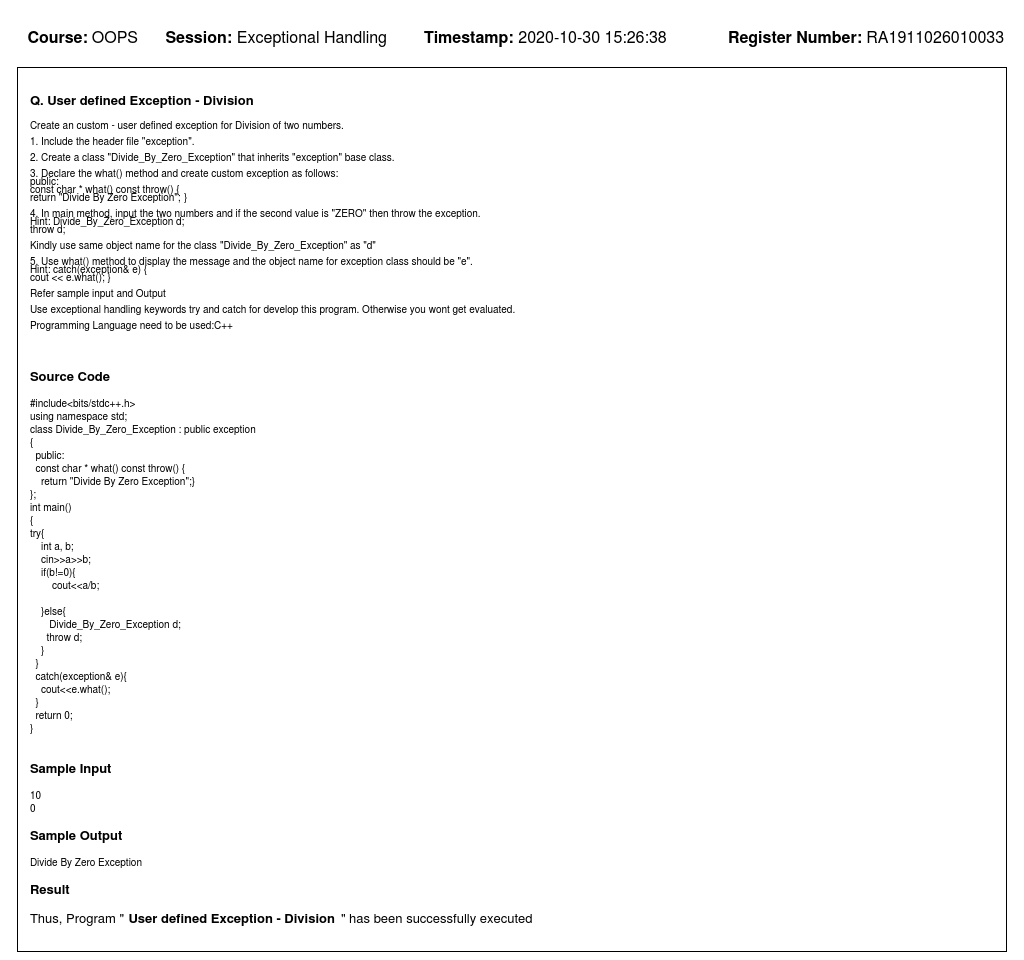 Course: OOPS Session: Exceptional Handling Timestamp: 2020-10-30 15:26:38 Register Number: RA1911026010033
Q. User defined Exception - Division
Create an custom - user defined exception for Division of two numbers.
1. Include the header file "exception".
2. Create a class "Divide_By_Zero_Exception" that inherits "exception" base class.
3. Declare the what() method and create custom exception as follows:
public:
const char * what() const throw() {
return "Divide By Zero Exception"; }
4. In main method, input the two numbers and if the second value is "ZERO" then throw the exception.
Hint: Divide_By_Zero_Exception d;
throw d;
Kindly use same object name for the class "Divide_By_Zero_Exception" as "d"
5. Use what() method to display the message and the object name for exception class should be "e".
Hint: catch(exception& e) {
cout << e.what(); }
Refer sample input and Output
Use exceptional handling keywords try and catch for develop this program. Otherwise you wont get evaluated.
Programming Language need to be used:C++
Source Code
#include<bits/stdc++.h>
using namespace std;
class Divide_By_Zero_Exception : public exception
{
public:
const char * what() const throw() {
return "Divide By Zero Exception";}
};
int main()
{
try{
int a, b;
cin>>a>>b;
if(b!=0){
cout<<a/b;
}else{
Divide_By_Zero_Exception d;
throw d;
}
}
catch(exception& e){
cout<<e.what();
}
return 0;
}
Sample Input
10
0
Sample Output
Divide By Zero Exception
Result
Thus, Program " User defined Exception - Division " has been successfully executed